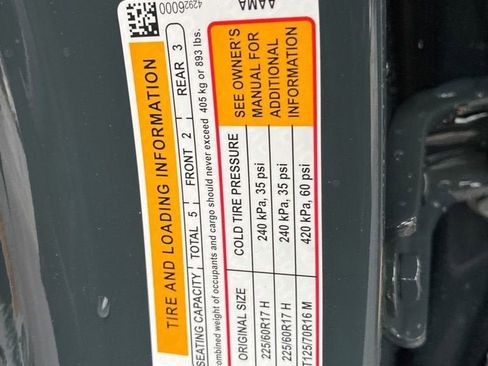 42926000
AAMA
TIRE AND LOADING INFORMATION
SEATING CAPACITY TOTAL 5 FRONT 2 REAR 3
combined weight of occupants and cargo should never exceed 405 kg or 893 lbs.
ORIGINAL SIZE COLD TIRE PRESSURE
225/60R17 H 240 kPa, 35 psi
225/60R17 H 240 kPa, 35 psi
T125/70R16 M 420 kPa, 60 psi
SEE OWNER'S
MANUAL FOR
ADDITIONAL
INFORMATION